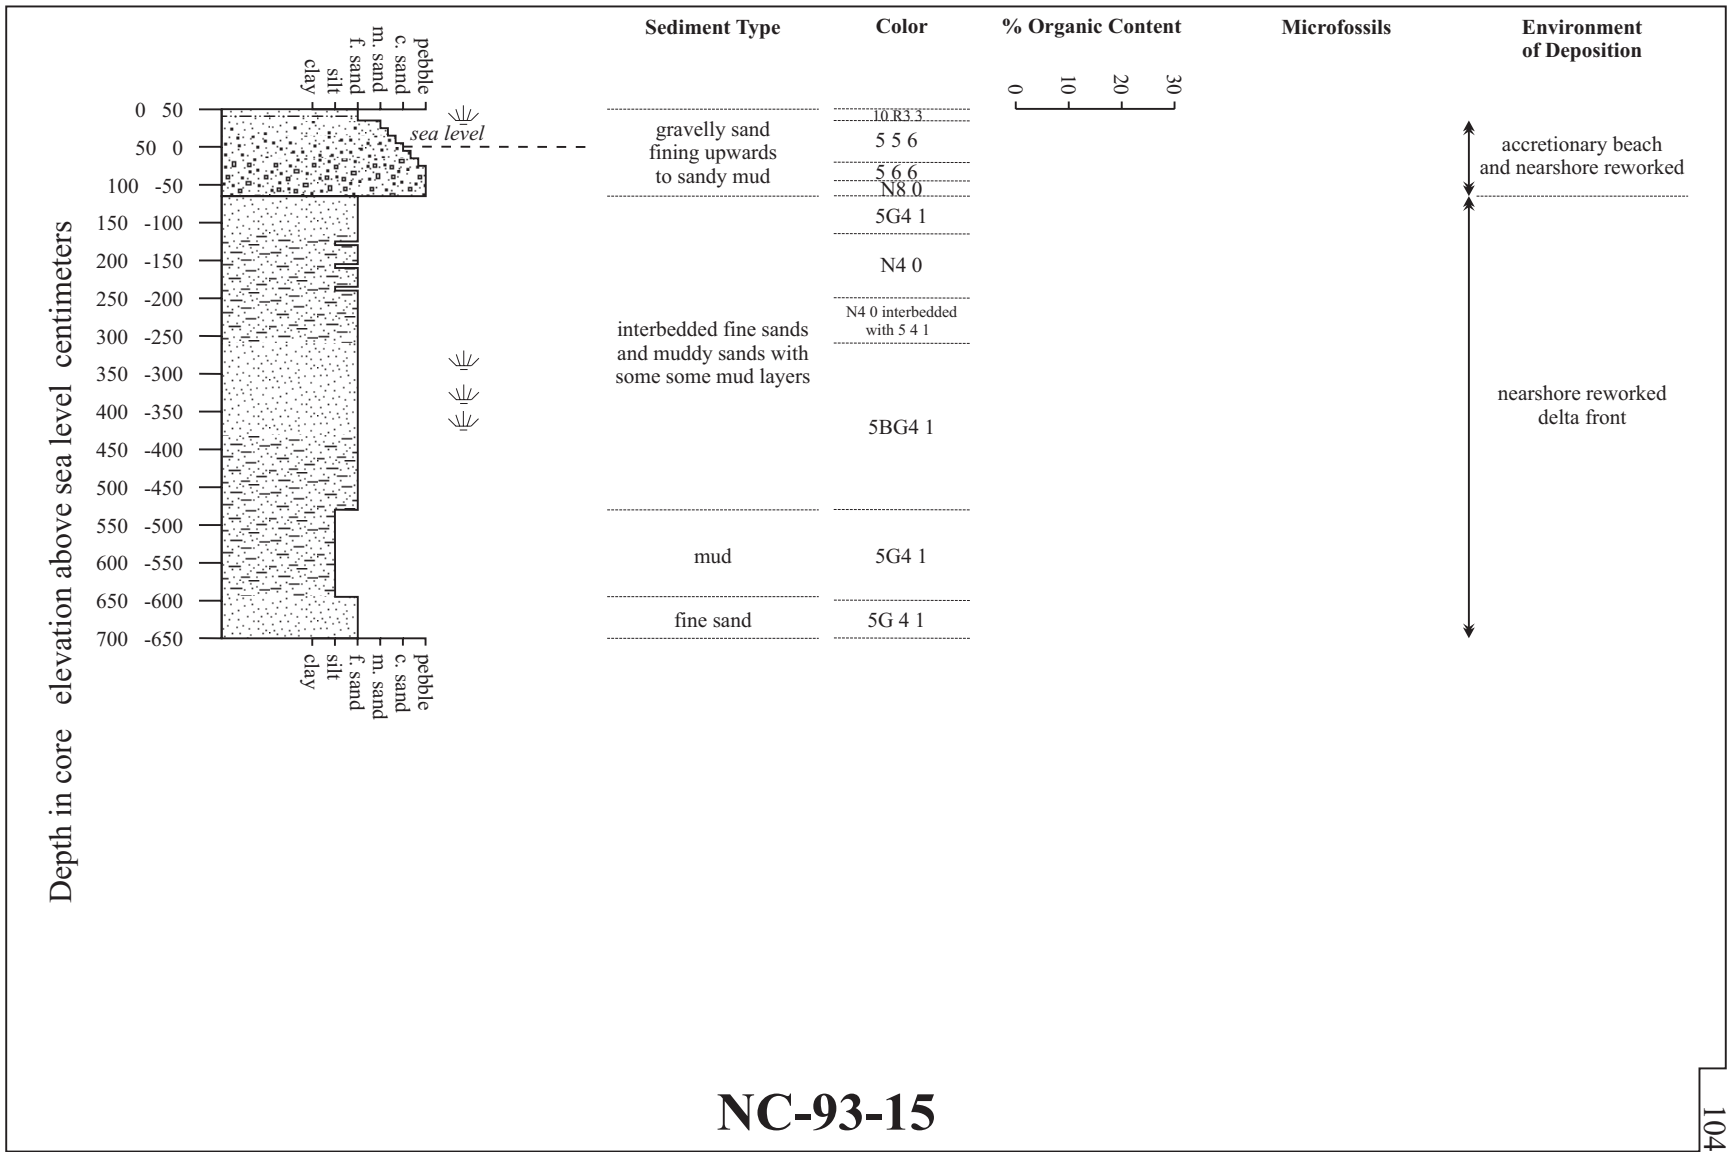 Sediment Type
Color
% Organic Content
Microfossils
Environment
of Deposition
clay
silt
f. sand
m. sand
c. sand
pebble
0 10 20 30
0 50
50 0
100 -50
150 -100
200 -150
250 -200
300 -250
350 -300
400 -350
450 -400
500 -450
550 -500
600 -550
650 -600
700 -650
Depth in core elevation above sea level centimeters
sea level
gravelly sand
fining upwards
to sandy mud
interbedded fine sands
and muddy sands with
some some mud layers
mud
fine sand
10 R3 3
5 5 6
5 6 6
N8 0
5G4 1
N4 0
N4 0 interbedded
with 5 4 1
5BG4 1
5G4 1
5G 4 1
accretionary beach
and nearshore reworked
nearshore reworked
delta front
clay
silt
f. sand
m. sand
c. sand
pebble
NC-93-15
104